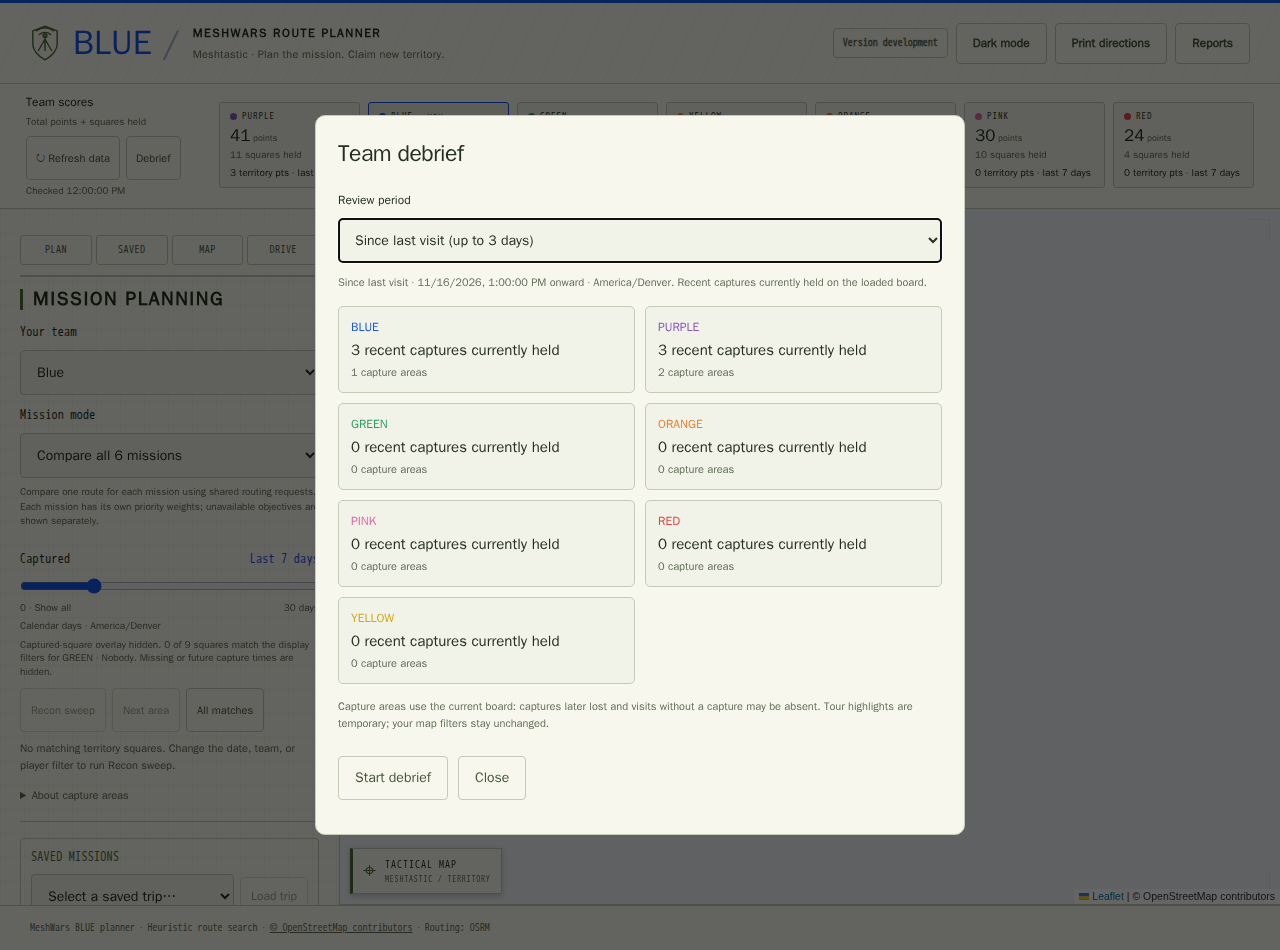 BLUE
MESHWARS ROUTE PLANNER
Meshtastic · Plan the mission. Claim new territory.
Version development
Dark mode
Print directions
Reports
Team scores
Total points + squares held
Refresh data
Debrief
Checked 12:00:00 PM
PURPLE
41 points
11 squares held
3 territory pts · last
PINK
30 points
10 squares held
0 territory pts · last 7 days
RED
24 points
4 squares held
0 territory pts · last 7 days
PLAN
SAVED
MAP
DRIVE
MISSION PLANNING
Your team
Blue
Mission mode
Compare all 6 missions
Compare one route for each mission using shared routing requests.
Each mission has its own priority weights; unavailable objectives are
shown separately.
Captured
Last 7 days
0 · Show all
30 days
Calendar days · America/Denver
Captured-square overlay hidden. 0 of 9 squares match the display
filters for GREEN · Nobody. Missing or future capture times are
hidden.
Recon sweep
Next area
All matches
No matching territory squares. Change the date, team, or
player filter to run Recon sweep.
About capture areas
SAVED MISSIONS
Select a saved trip···
Load trip
Team debrief
Review period
Since last visit (up to 3 days)
Since last visit · 11/16/2026, 1:00:00 PM onward · America/Denver. Recent captures currently held on the loaded board.
BLUE
3 recent captures currently held
1 capture areas
PURPLE
3 recent captures currently held
2 capture areas
GREEN
0 recent captures currently held
0 capture areas
ORANGE
0 recent captures currently held
0 capture areas
PINK
0 recent captures currently held
0 capture areas
RED
0 recent captures currently held
0 capture areas
YELLOW
0 recent captures currently held
0 capture areas
Capture areas use the current board: captures later lost and visits without a capture may be absent. Tour highlights are
temporary; your map filters stay unchanged.
Start debrief
Close
TACTICAL MAP
MESHTASTIC / TERRITORY
Leaflet | © OpenStreetMap contributors
MeshWars BLUE planner · Heuristic route search · © OpenStreetMap contributors · Routing: OSRM